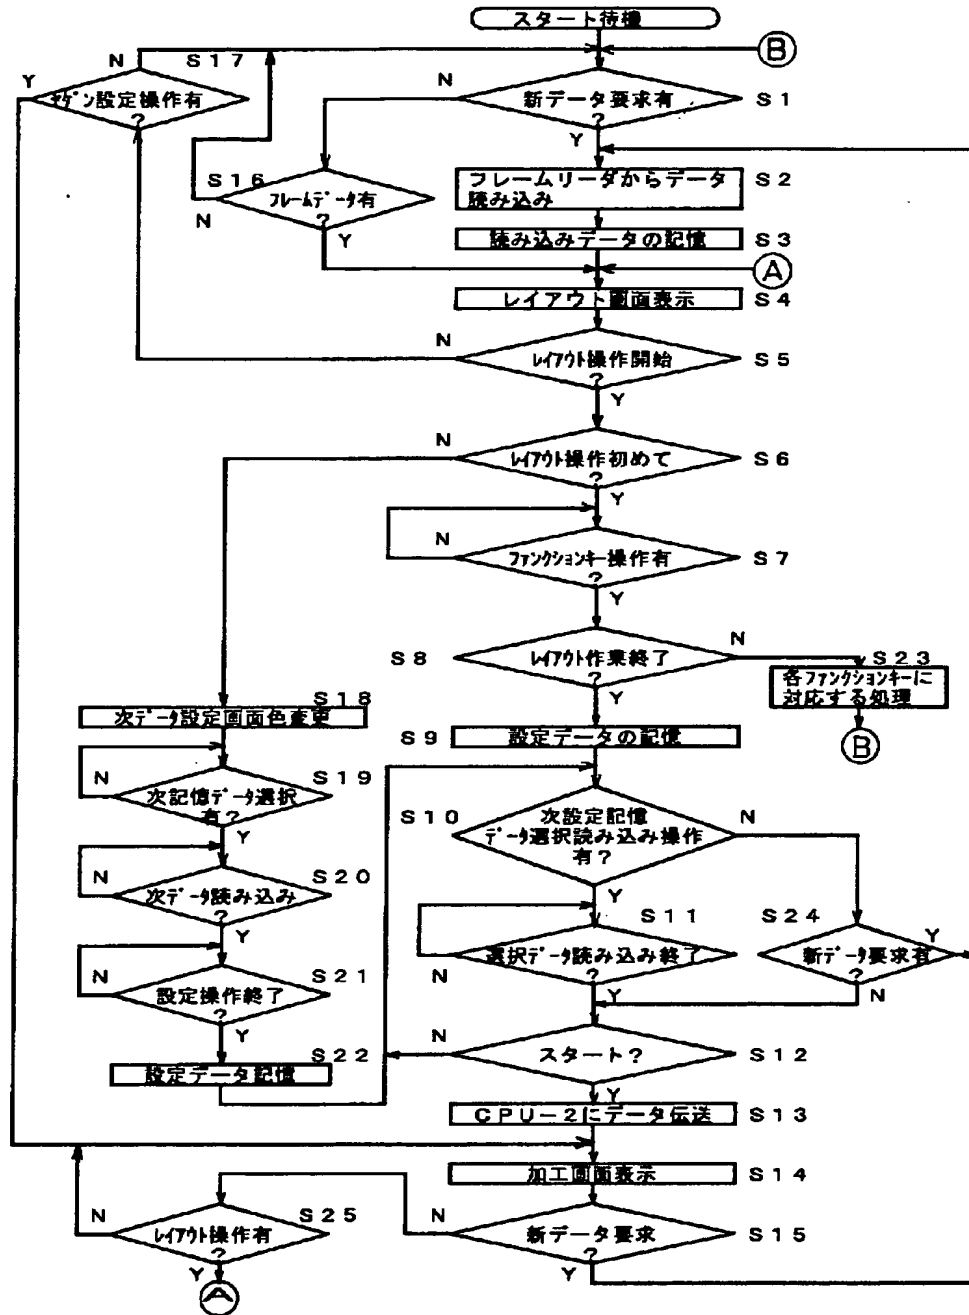 スタート待機
B
N
S17
Y
ヤゲン設定操作有
?
N
新データ要求有
?
S1
Y
S16
フレームデータ有
?
N
Y
フレームリーダからデータ
読み込み
S2
読み込みデータの記憶
S3
A
レイアウト画面表示
S4
N
レイアウト操作開始
?
S5
Y
N
レイアウト操作初めて
?
S6
Y
N
ファンクションキー操作有
?
S7
Y
S8
レイアウト作業終了
?
N
Y
S23
各ファンクションキーに
対応する処理
B
S18
次データ設定画面色変更
S9
設定データの記憶
N
S19
次記憶データ選択
有?
Y
S10
次設定記憶
データ選択読み込み操作
有?
N
Y
N
S20
次データ読み込み
?
Y
S11
選択データ読み込み終了
?
N
Y
S24
新データ要求有
?
Y
N
N
S21
設定操作終了
?
Y
S22
設定データ記憶
N
スタート?
S12
Y
CPU-2にデータ伝送
S13
加工画面表示
S14
N
S25
レイアウト操作有
?
Y
A
N
新データ要求
?
S15
Y